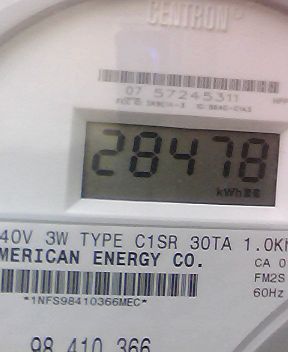 CENTRON
07 57245311
28478
kWh
40V 3W TYPE C1SR 30TA 1.0Kh
MERICAN ENERGY CO.
CA 0
FM2S
*1NFS98410366MEC*
60Hz
98 410 366